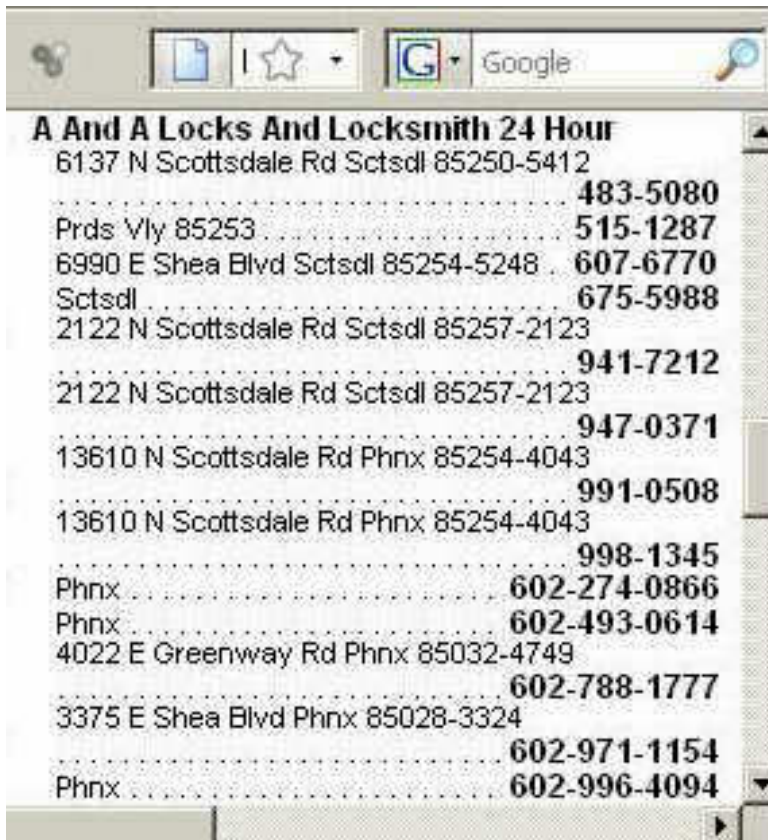 Google
A And A Locks And Locksmith 24 Hour
6137 N Scottsdale Rd Sctsdl 85250-5412
. . . . . . . . . . . . . . . . . . . . . . . . . . . . . . . 483-5080
Prds Vly 85253 . . . . . . . . . . . . . . . . . . 515-1287
6990 E Shea Blvd Sctsdl 85254-5248 . 607-6770
Sctsdl . . . . . . . . . . . . . . . . . . . . . . . . . . 675-5988
2122 N Scottsdale Rd Sctsdl 85257-2123
. . . . . . . . . . . . . . . . . . . . . . . . . . . . . . . 941-7212
2122 N Scottsdale Rd Sctsdl 85257-2123
. . . . . . . . . . . . . . . . . . . . . . . . . . . . . . . 947-0371
13610 N Scottsdale Rd Phnx 85254-4043
. . . . . . . . . . . . . . . . . . . . . . . . . . . . . . . 991-0508
13610 N Scottsdale Rd Phnx 85254-4043
. . . . . . . . . . . . . . . . . . . . . . . . . . . . . . . 998-1345
Phnx . . . . . . . . . . . . . . . . . . . . . . . 602-274-0866
Phnx . . . . . . . . . . . . . . . . . . . . . . . 602-493-0614
4022 E Greenway Rd Phnx 85032-4749
. . . . . . . . . . . . . . . . . . . . . . . . . . . 602-788-1777
3375 E Shea Blvd Phnx 85028-3324
. . . . . . . . . . . . . . . . . . . . . . . . . . . 602-971-1154
Phnx . . . . . . . . . . . . . . . . . . . . . . . 602-996-4094